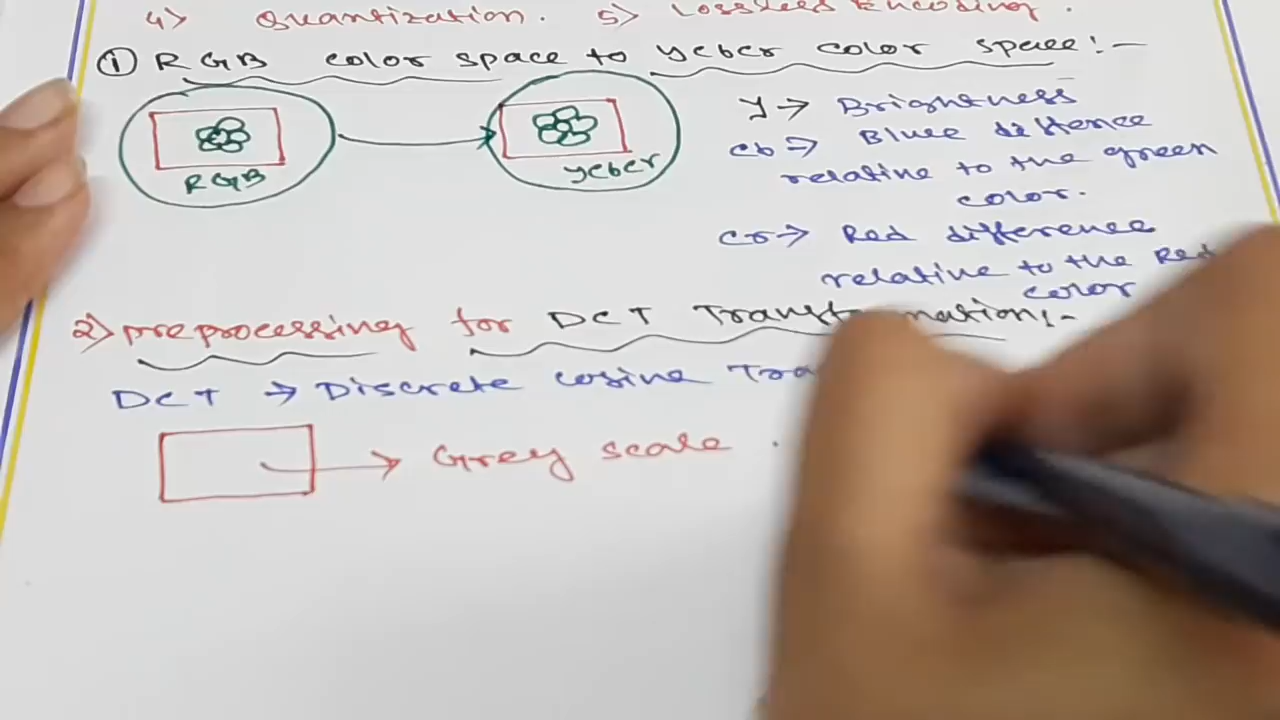 4> Quantization. 5> Lossless Encoding.
① RGB color space to ycbcr color space:-
RGB
ycbcr
y → Brightness
cb → Blue diffence
relative to the green
color.
cr → Red difference
relative to the Red
color
2> preprocessing for DCT Transformation:-
DCT → Discrete cosine
→ Grey scale.